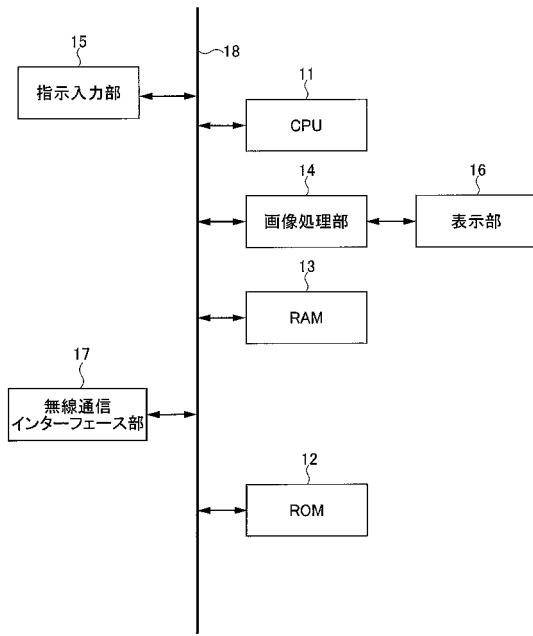 15
指示入力部
18
11
CPU
14
画像処理部
16
表示部
13
RAM
17
無線通信
インターフェース部
12
ROM